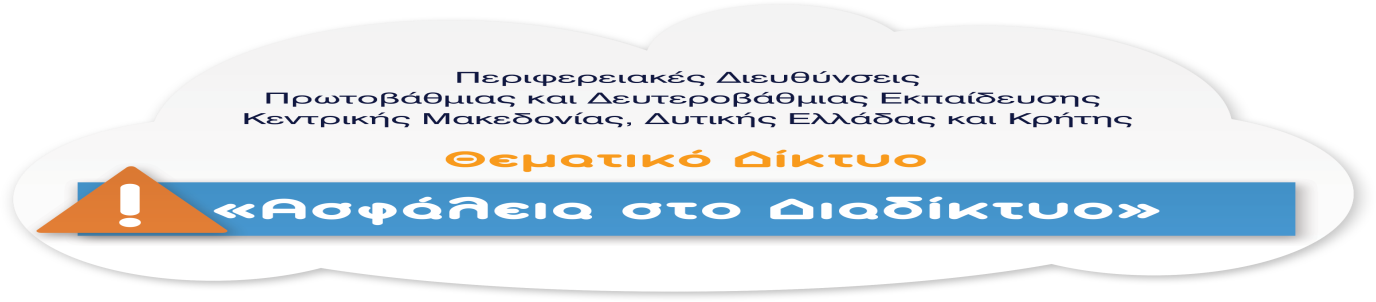 Περιφερειακές Διευθύνσεις
Πρωτοβάθμιας και Δευτεροβάθμιας Εκπαίδευσης
Κεντρικής Μακεδονίας, Δυτικής Ελλάδας και Κρήτης
Θεματικό Δίκτυο
! «Ασφάλεια στο Διαδίκτυο»